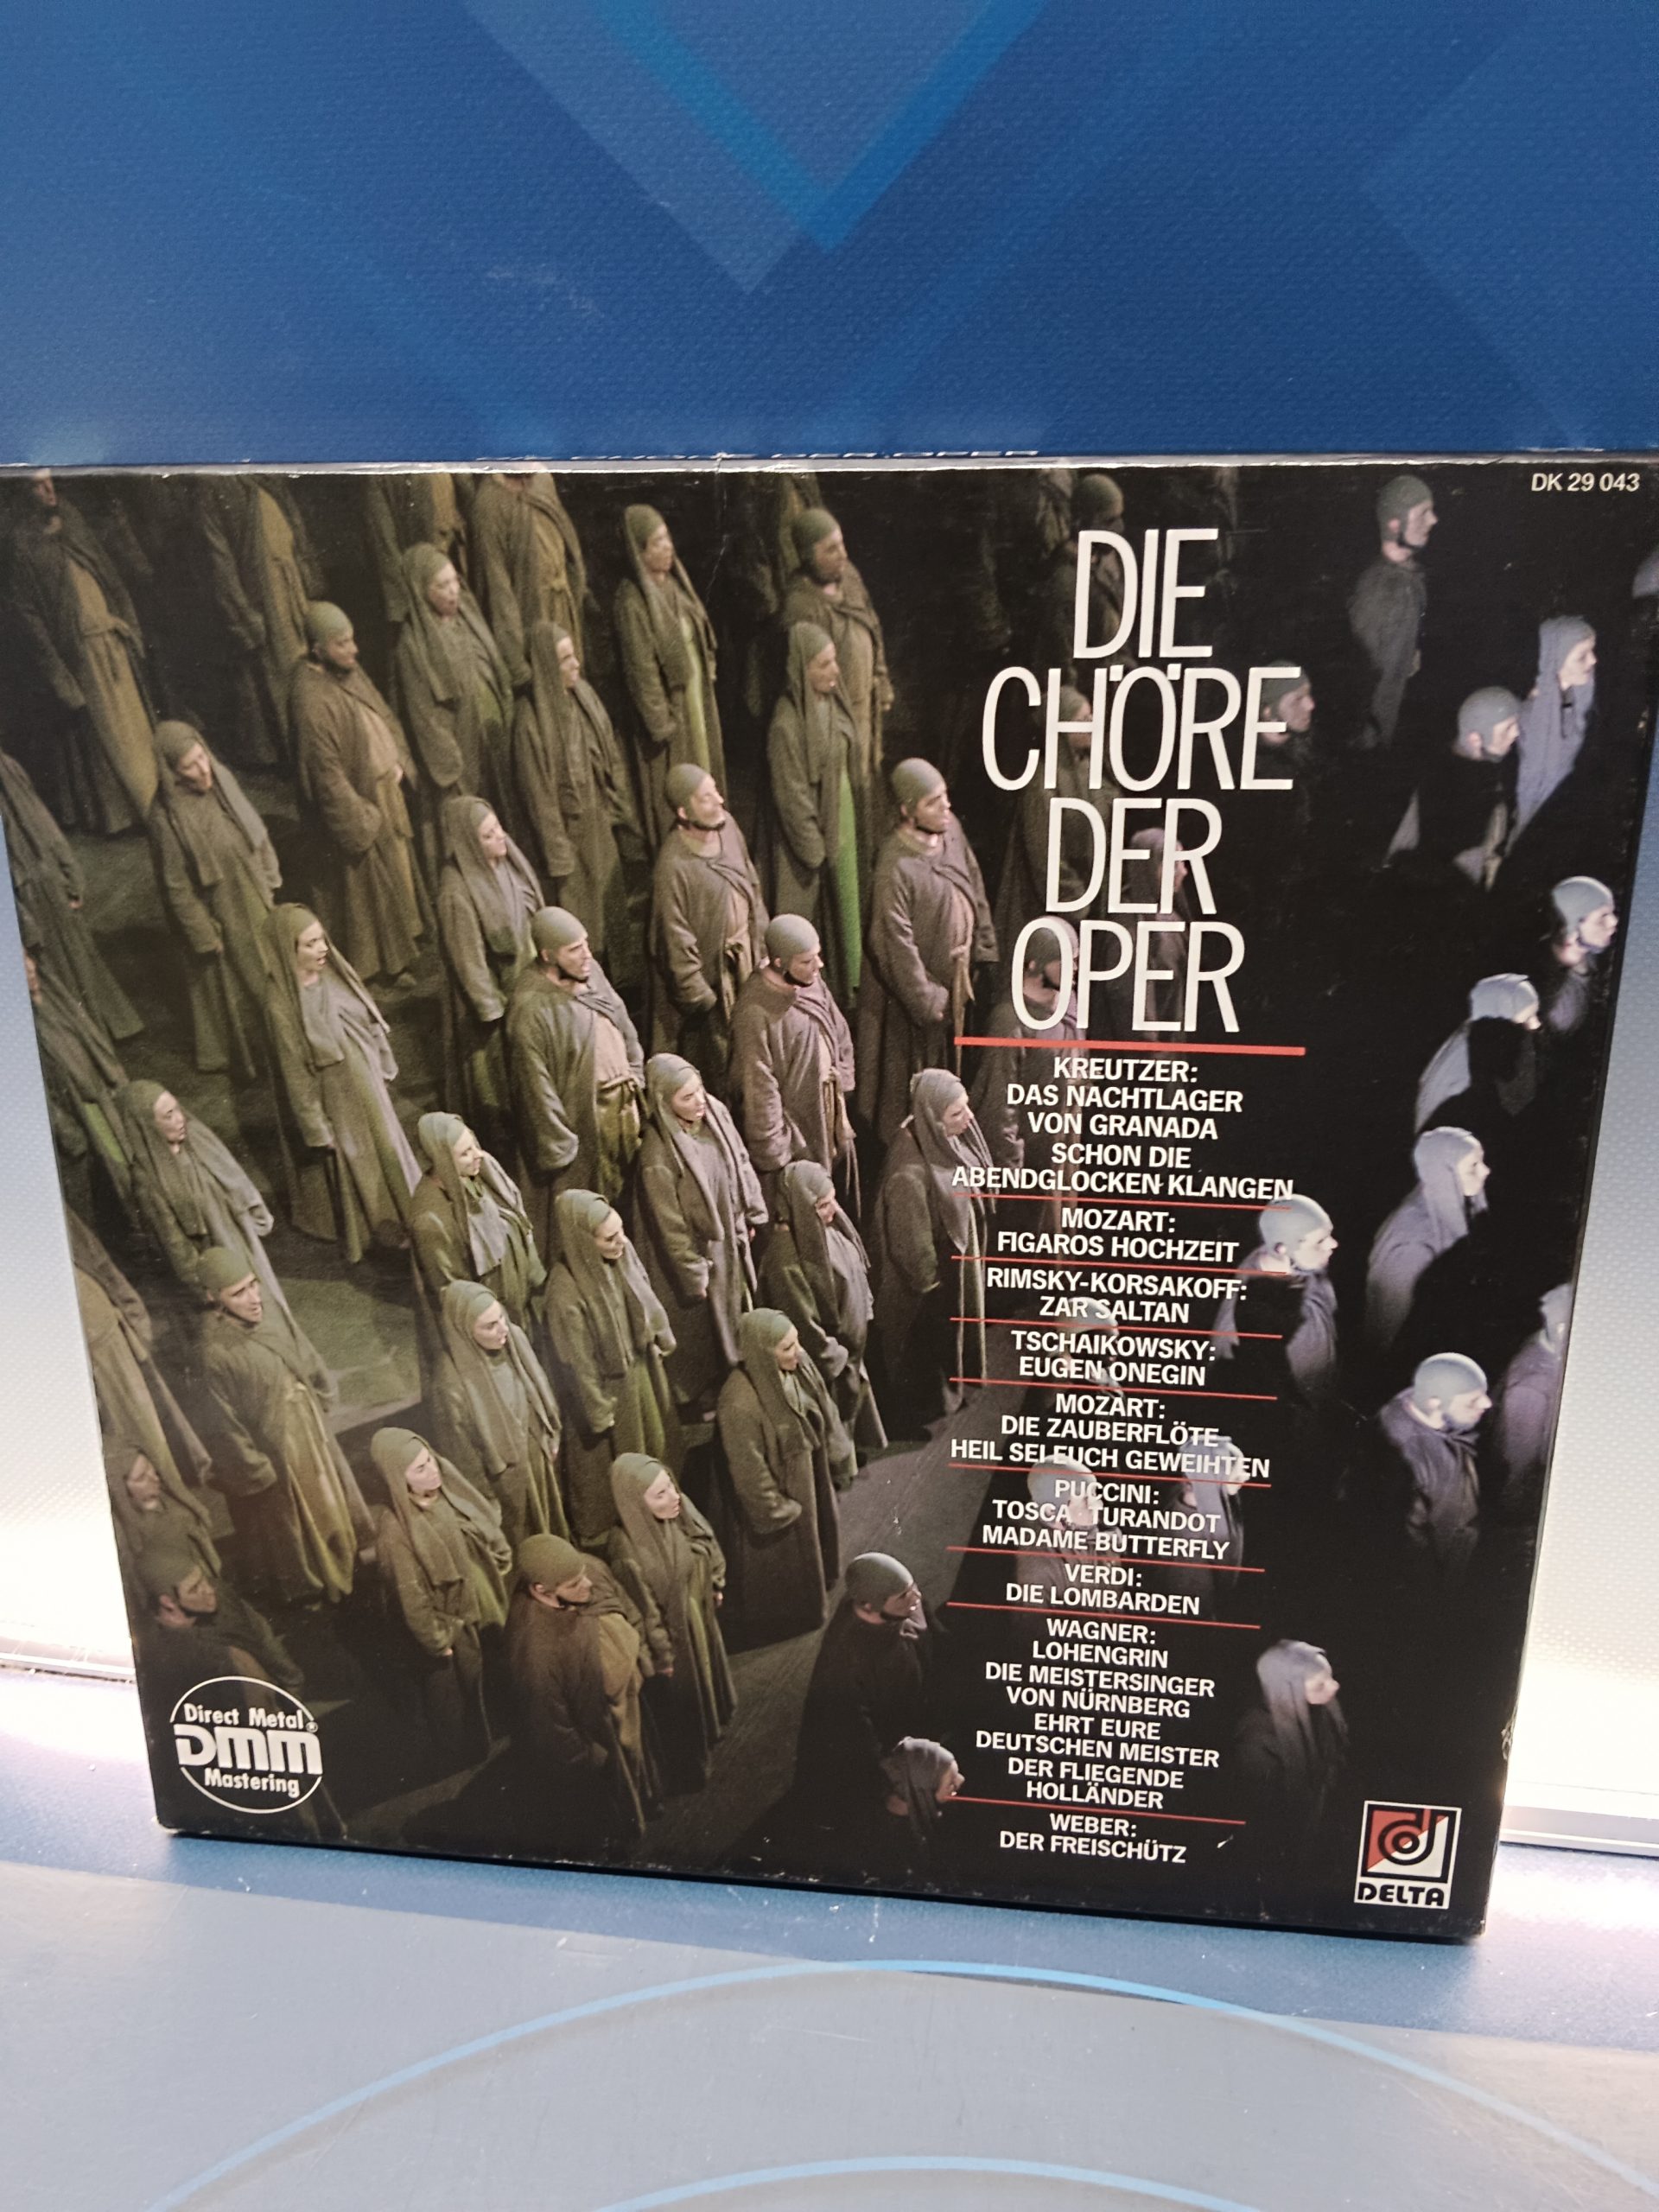 DK 29 043
DIE
CHÖRE
DER
OPER
KREUTZER:
DAS NACHTLAGER
VON GRANADA
SCHON DIE
ABENDGLOCKEN KLANGEN
MOZART:
FIGAROS HOCHZEIT
RIMSKY-KORSAKOFF:
ZAR SALTAN
TSCHAIKOWSKY:
EUGEN ONEGIN
MOZART:
DIE ZAUBERFLÖTE
HEIL SEI EUCH GEWEIHTEN
PUCCINI:
TOSCA TURANDOT
MADAME BUTTERFLY
VERDI:
DIE LOMBARDEN
WAGNER:
LOHENGRIN
DIE MEISTERSINGER
VON NÜRNBERG
EHRT EURE
DEUTSCHEN MEISTER
DER FLIEGENDE
HOLLÄNDER
WEBER:
DER FREISCHÜTZ
Direct Metal
DMM®
Mastering
DELTA